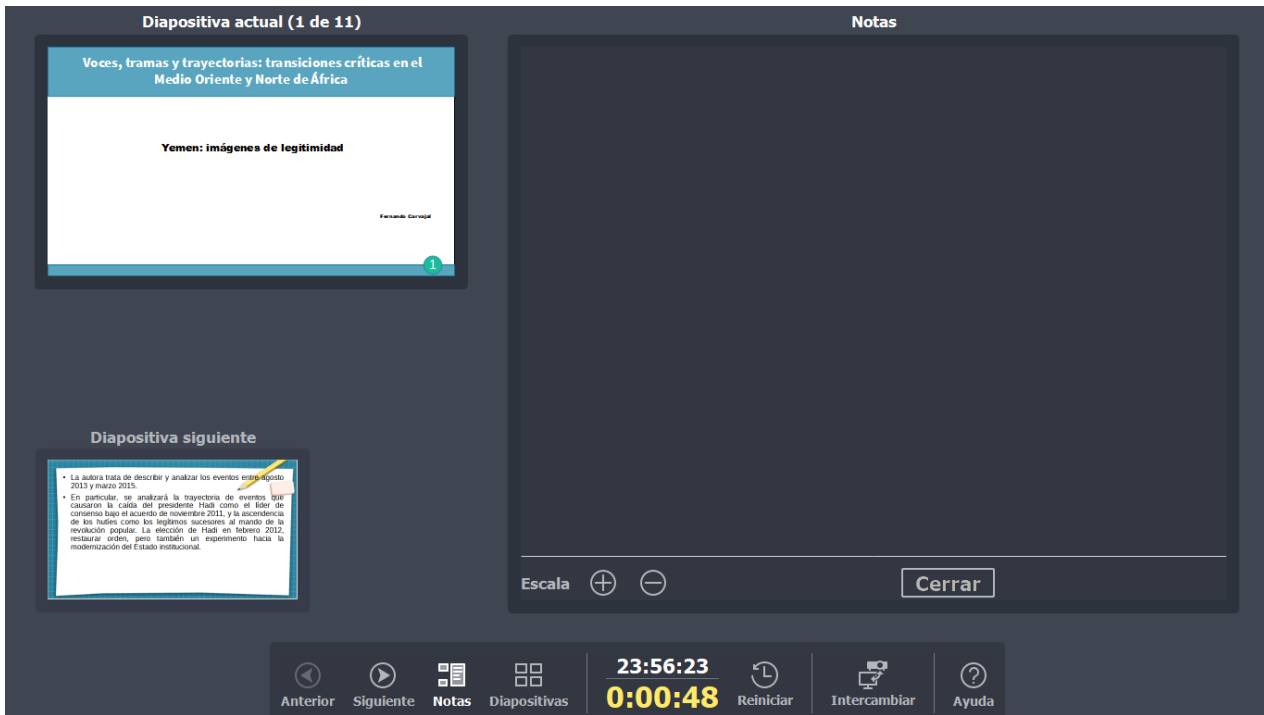 Diapositiva actual (1 de 11)
Voces, tramas y trayectorias: transiciones críticas en el
Medio Oriente y Norte de África
Yemen: imágenes de legitimidad
Fernando Carvajal
1
Diapositiva siguiente
• La autora trata de describir y analizar los eventos entre agosto
2013 y marzo 2015.
• En particular, se analizará la trayectoria de eventos que
causaron la caída del presidente Hadi como el líder de
consenso bajo el acuerdo de noviembre 2011, y la ascendencia
de los hutíes como los legítimos sucesores al mando de la
revolución popular. La elección de Hadi en febrero 2012,
restaurar orden, pero también un experimento hacia la
modernización del Estado institucional.
Notas
Escala
Cerrar
Anterior
Siguiente
Notas
Diapositivas
23:56:23
0:00:48
Reiniciar
Intercambiar
Ayuda